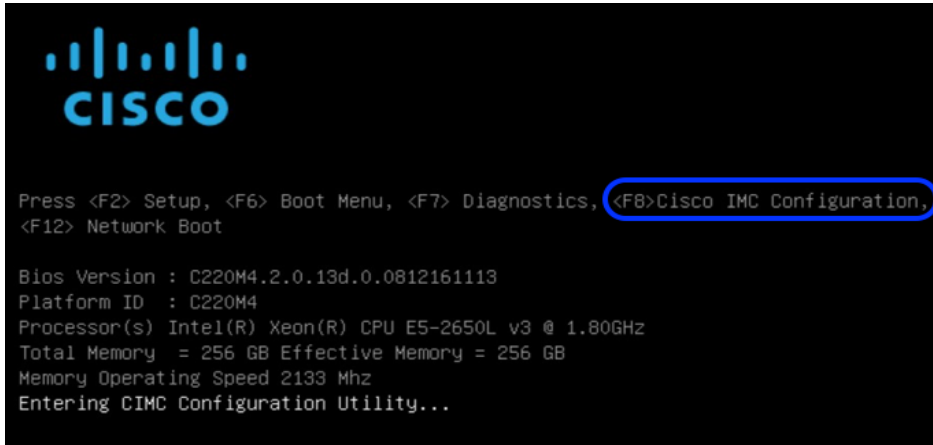 CISCO
Press <F2> Setup, <F6> Boot Menu, <F7> Diagnostics, <F8>Cisco IMC Configuration,
<F12> Network Boot
Bios Version : C220M4.2.0.13d.0.0812161113
Platform ID : C220M4
Processor(s) Intel(R) Xeon(R) CPU E5-2650L v3 @ 1.80GHz
Total Memory = 256 GB Effective Memory = 256 GB
Memory Operating Speed 2133 Mhz
Entering CIMC Configuration Utility...